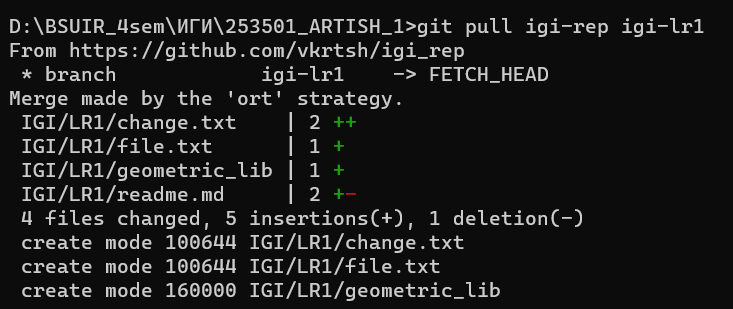 D:\BSUIR_4sem\ИГИ\253501_ARTISH_1>git pull igi-rep igi-lr1
From https://github.com/vkrtsh/igi_rep
 * branch            igi-lr1    -> FETCH_HEAD
Merge made by the 'ort' strategy.
 IGI/LR1/change.txt    | 2 ++
 IGI/LR1/file.txt      | 1 +
 IGI/LR1/geometric_lib | 1 +
 IGI/LR1/readme.md     | 2 +-
 4 files changed, 5 insertions(+), 1 deletion(-)
 create mode 100644 IGI/LR1/change.txt
 create mode 100644 IGI/LR1/file.txt
 create mode 160000 IGI/LR1/geometric_lib